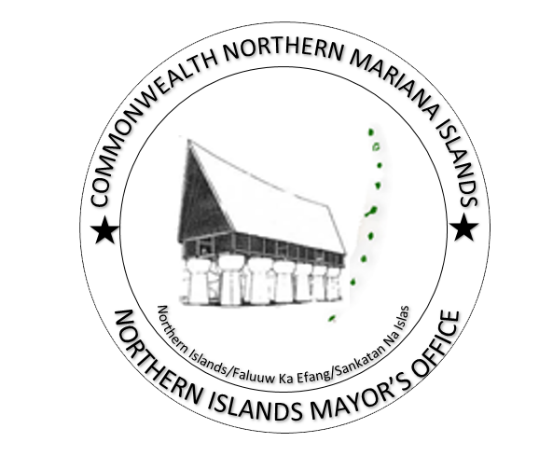 COMMONWEALTH NORTHERN MARIANA ISLANDS
Northern Islands/Faluuw Ka Efang/Sankatan Na Islas
NORTHERN ISLANDS MAYOR'S OFFICE